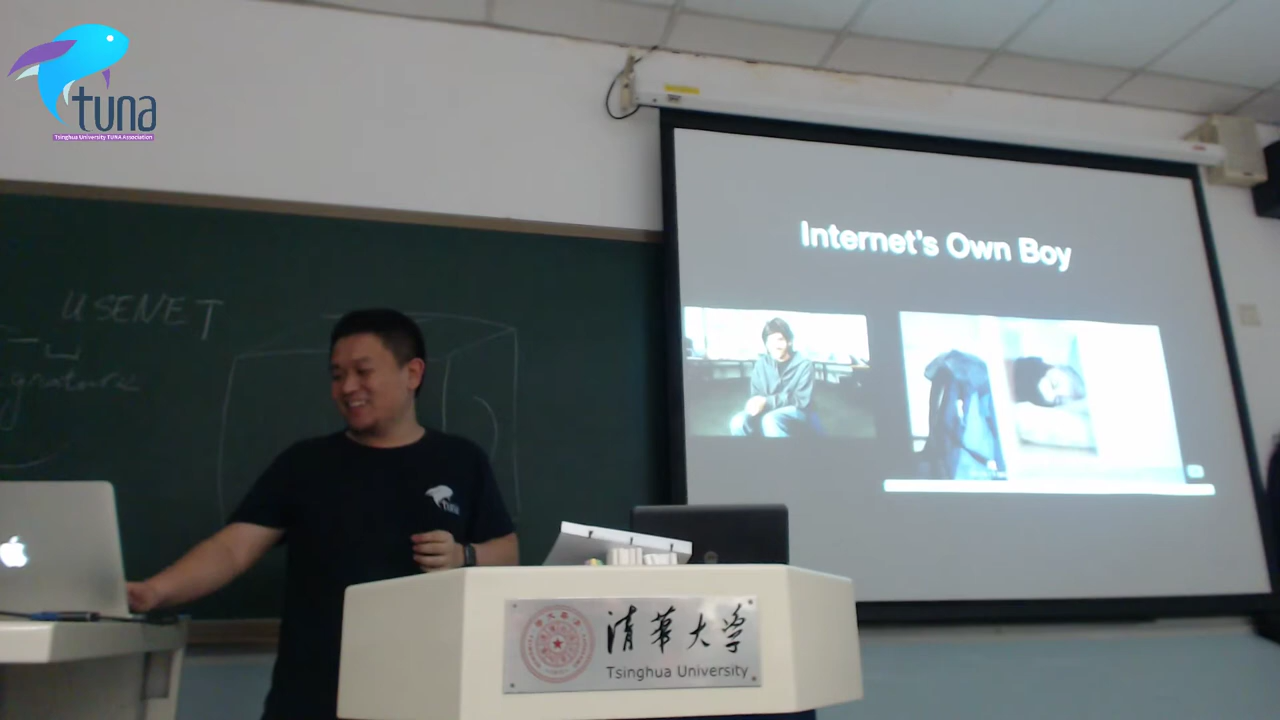 tuna
Tsinghua University TUNA Association
Internet's Own Boy
USENET
TUNA
清華大学
Tsinghua University